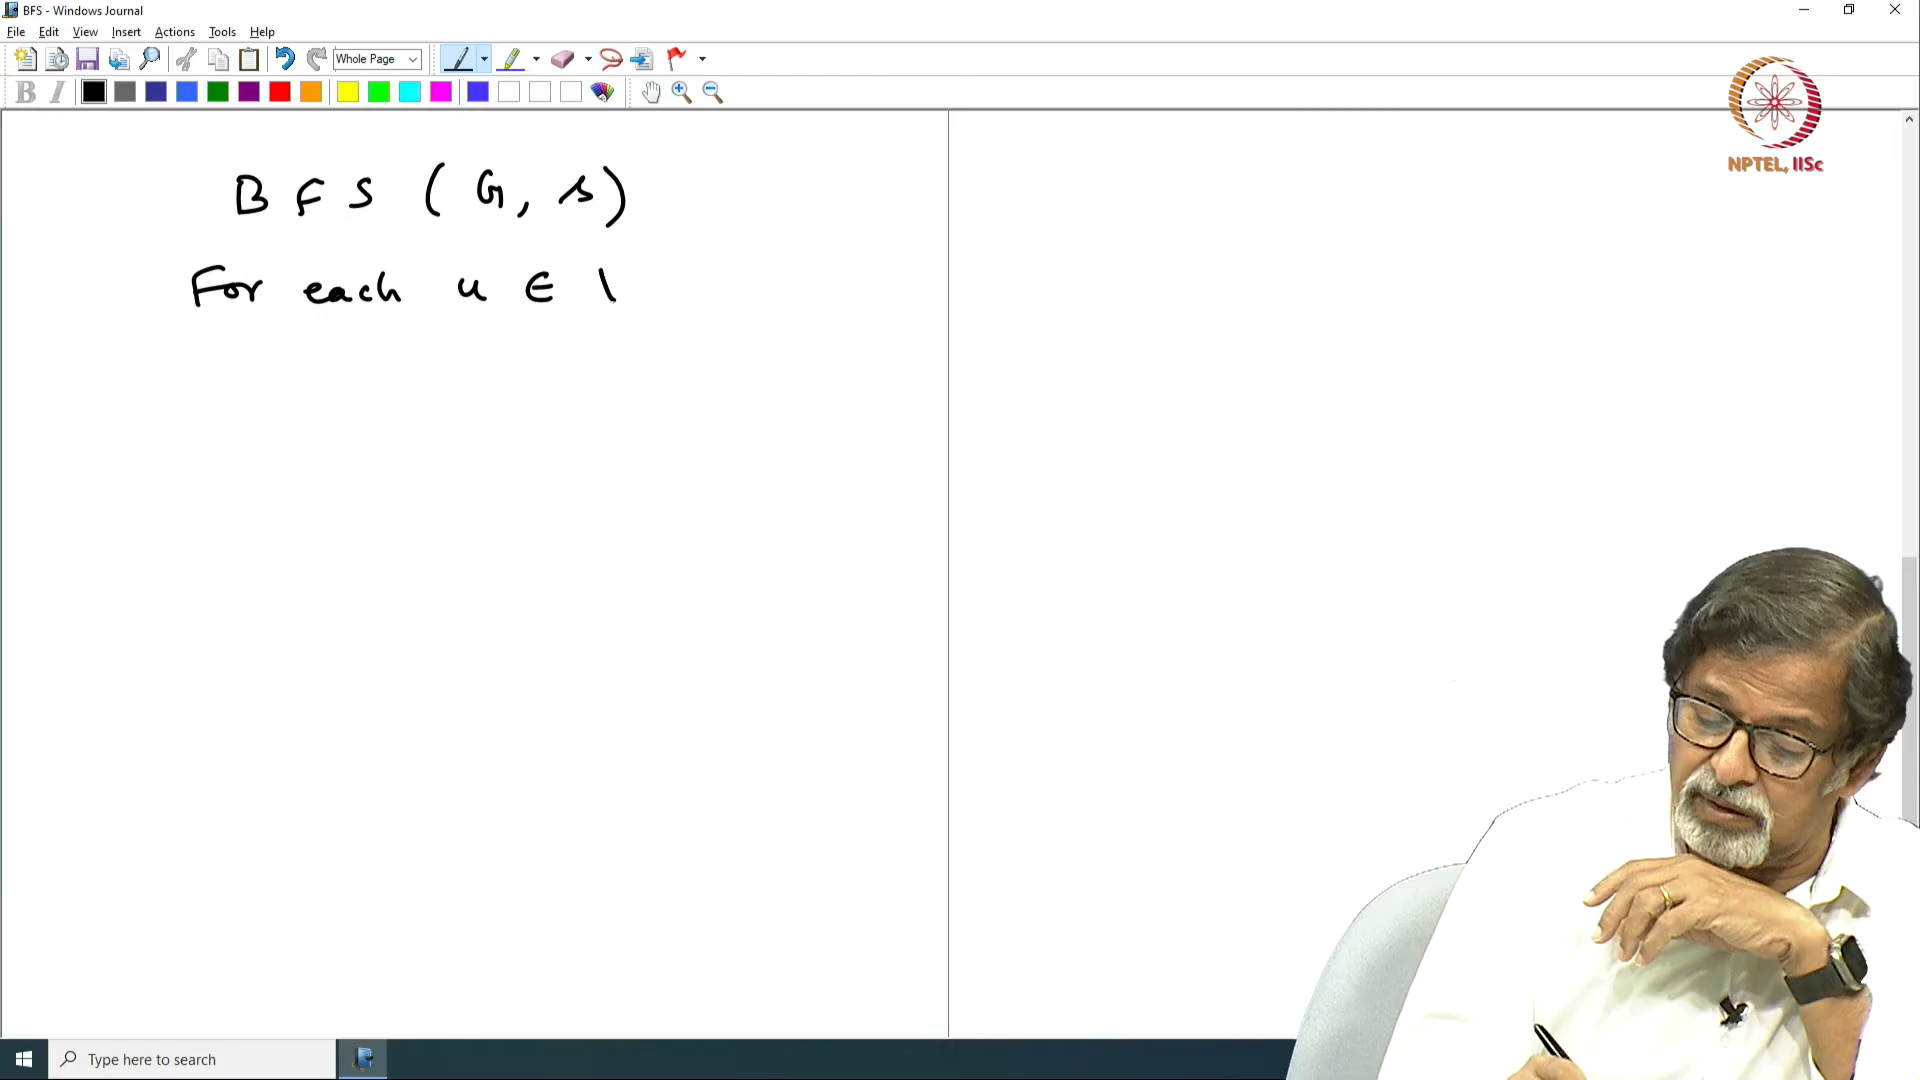 BFS - Windows Journal
File Edit View Insert Actions Tools Help
Whole Page
B I
NPTEL, IISc
BFS (G, s)
For each u ∈ \
Type here to search